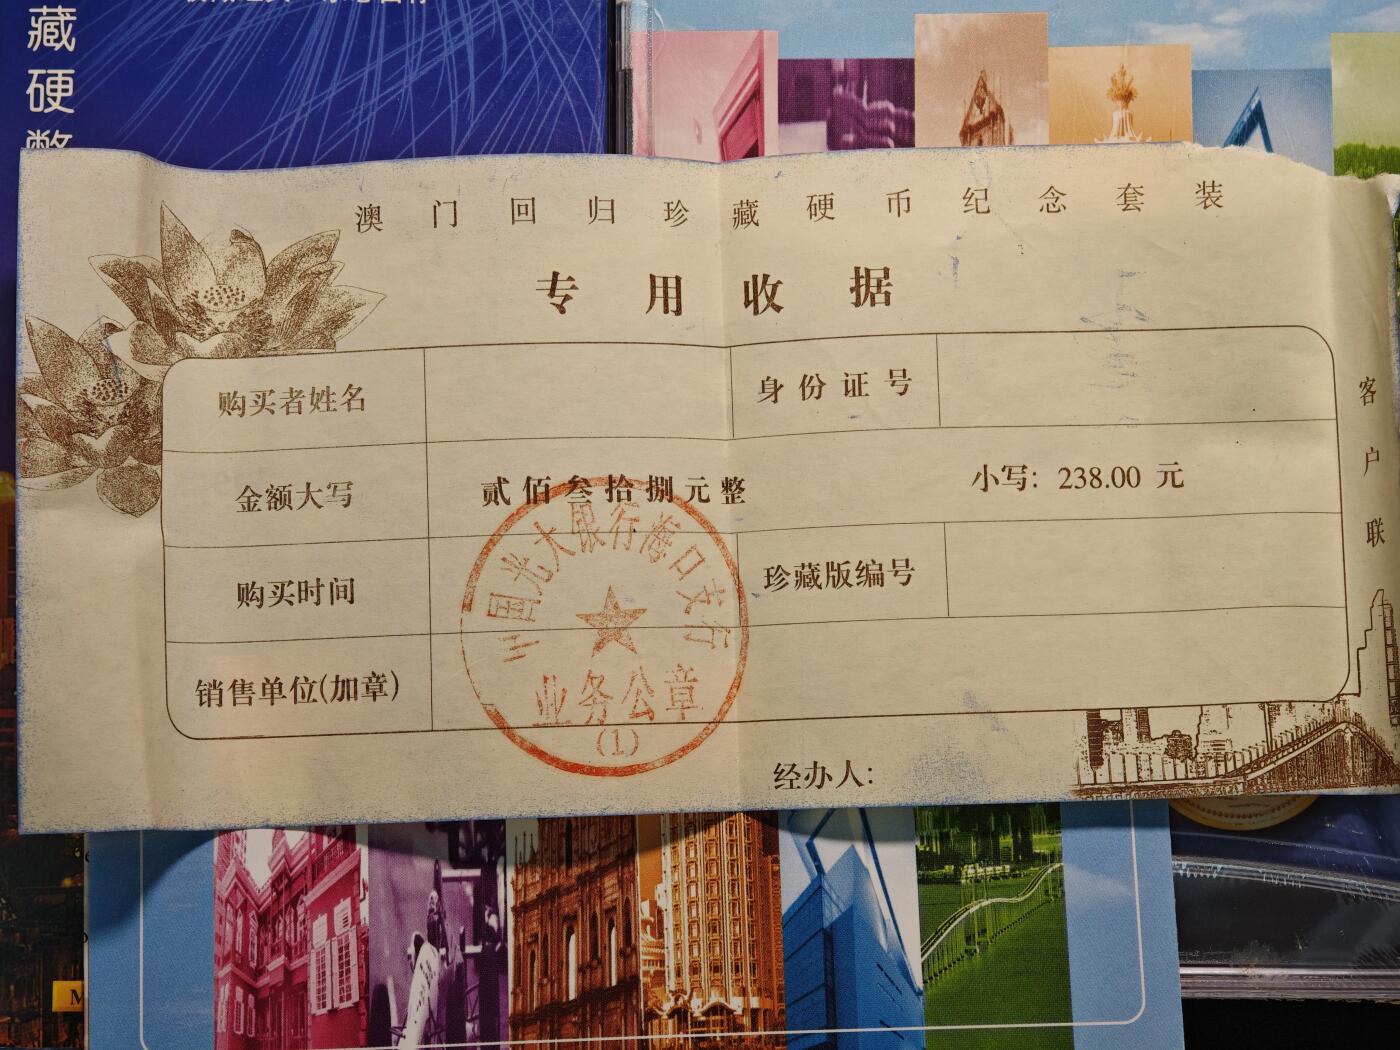 藏硬幣
澳门回归珍藏硬币纪念套装
专用收据
购买者姓名
身份证号
金额大写
贰佰叁拾捌元整
小写：238.00 元
购买时间
珍藏版编号
销售单位(加章)
中国光大银行海口支行
业务公章
(1)
经办人：
客户联
M